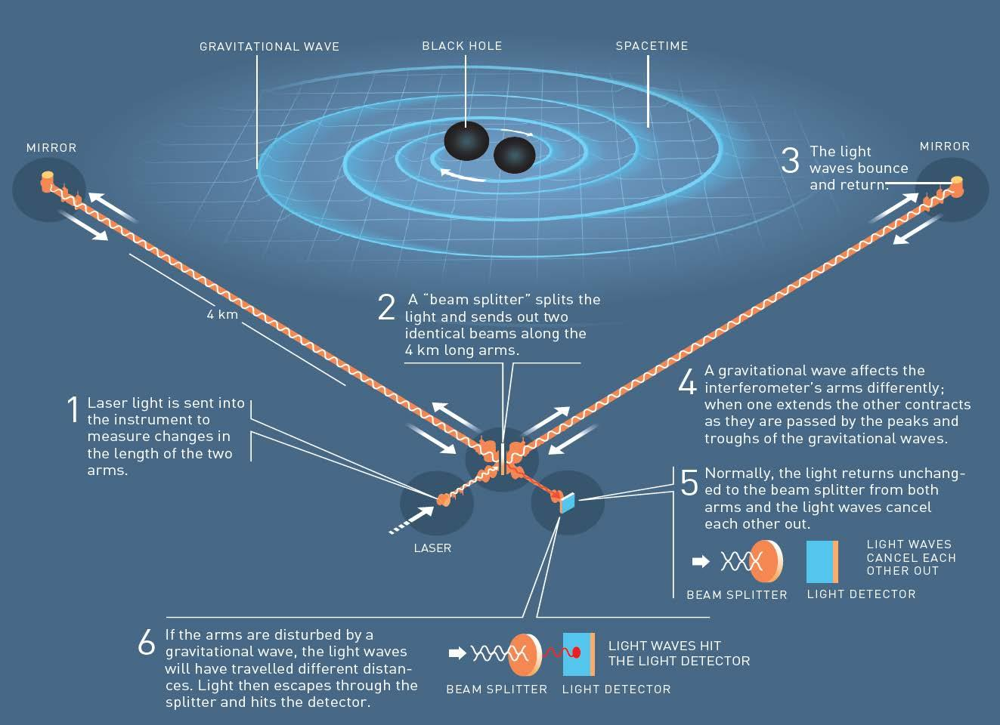 GRAVITATIONAL WAVE
BLACK HOLE
SPACETIME
MIRROR
3
The light
waves bounce
and return.
MIRROR
4 km
2
A “beam splitter” splits the
light and sends out two
identical beams along the
4 km long arms.
1
Laser light is sent into
the instrument to
measure changes in
the length of the two
arms.
4
A gravitational wave affects the
interferometer’s arms differently;
when one extends the other contracts
as they are passed by the peaks and
troughs of the gravitational waves.
LASER
5
Normally, the light returns unchang-
ed to the beam splitter from both
arms and the light waves cancel
each other out.
LIGHT WAVES
CANCEL EACH
OTHER OUT
BEAM SPLITTER
LIGHT DETECTOR
6
If the arms are disturbed by a
gravitational wave, the light waves
will have travelled different distan-
ces. Light then escapes through the
splitter and hits the detector.
LIGHT WAVES HIT
THE LIGHT DETECTOR
BEAM SPLITTER
LIGHT DETECTOR